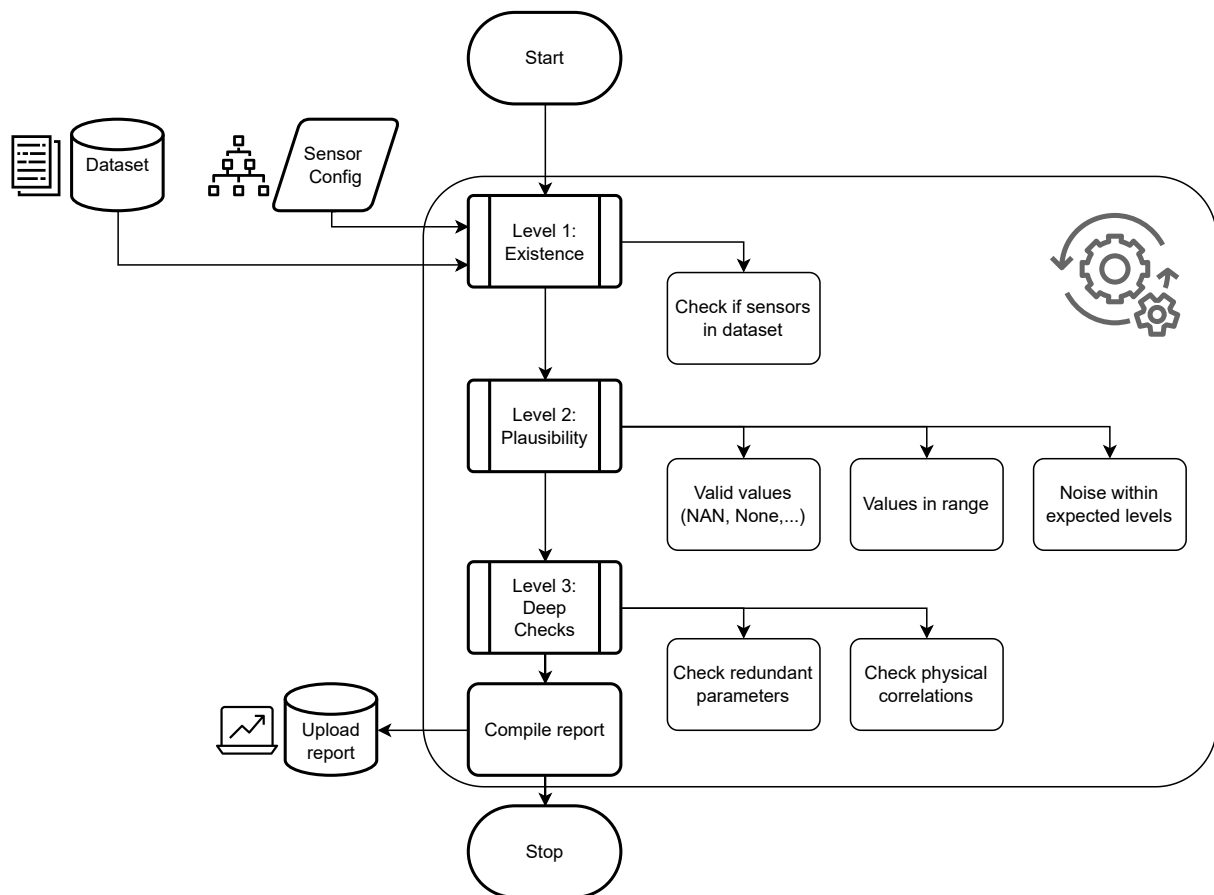 Start
Dataset
Sensor
Config
Level 1:
Existence
Check if sensors
in dataset
Level 2:
Plausibility
Valid values
(NAN, None,...)
Values in range
Noise within
expected levels
Level 3:
Deep
Checks
Check redundant
parameters
Check physical
correlations
Upload
report
Compile report
Stop